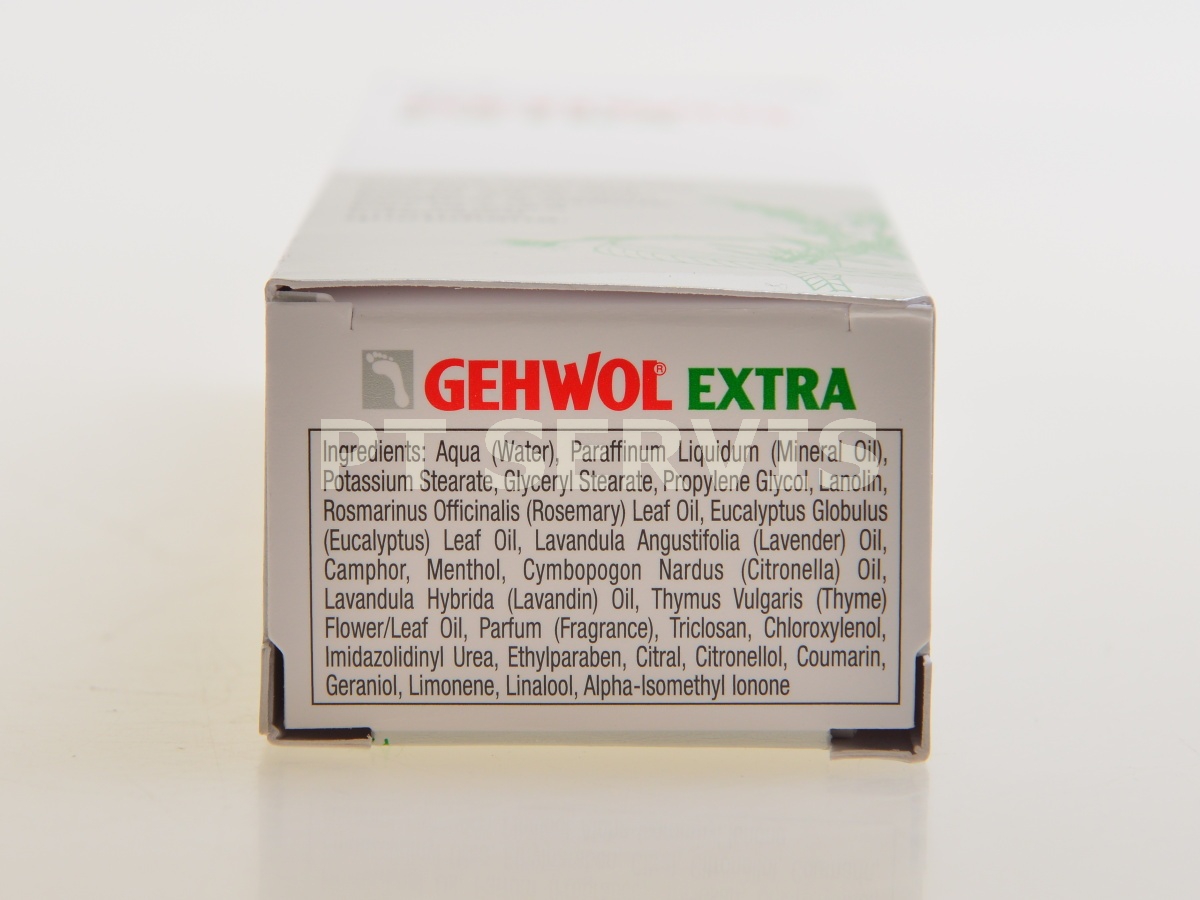 GEHWOL® EXTRA
PT SERVIS
Ingredients: Aqua (Water), Paraffinum Liquidum (Mineral Oil),
Potassium Stearate, Glyceryl Stearate, Propylene Glycol, Lanolin,
Rosmarinus Officinalis (Rosemary) Leaf Oil, Eucalyptus Globulus
(Eucalyptus) Leaf Oil, Lavandula Angustifolia (Lavender) Oil,
Camphor, Menthol, Cymbopogon Nardus (Citronella) Oil,
Lavandula Hybrida (Lavandin) Oil, Thymus Vulgaris (Thyme)
Flower/Leaf Oil, Parfum (Fragrance), Triclosan, Chloroxylenol,
Imidazolidinyl Urea, Ethylparaben, Citral, Citronellol, Coumarin,
Geraniol, Limonene, Linalool, Alpha-Isomethyl Ionone